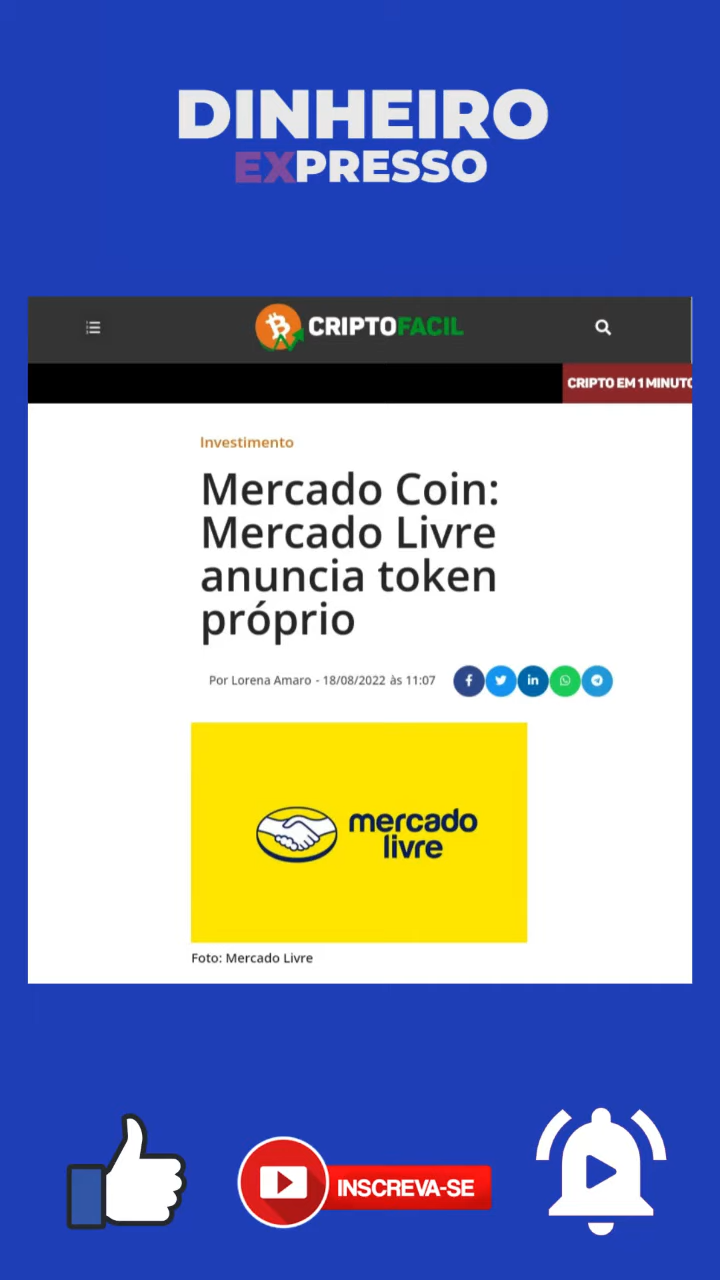 DINHEIRO
EXPRESSO
CRIPTOFACIL
CRIPTO EM 1 MINUTO
Investimento
Mercado Coin:
Mercado Livre
anuncia token
próprio
Por Lorena Amaro - 18/08/2022 às 11:07
mercado
livre
Foto: Mercado Livre
INSCREVA-SE